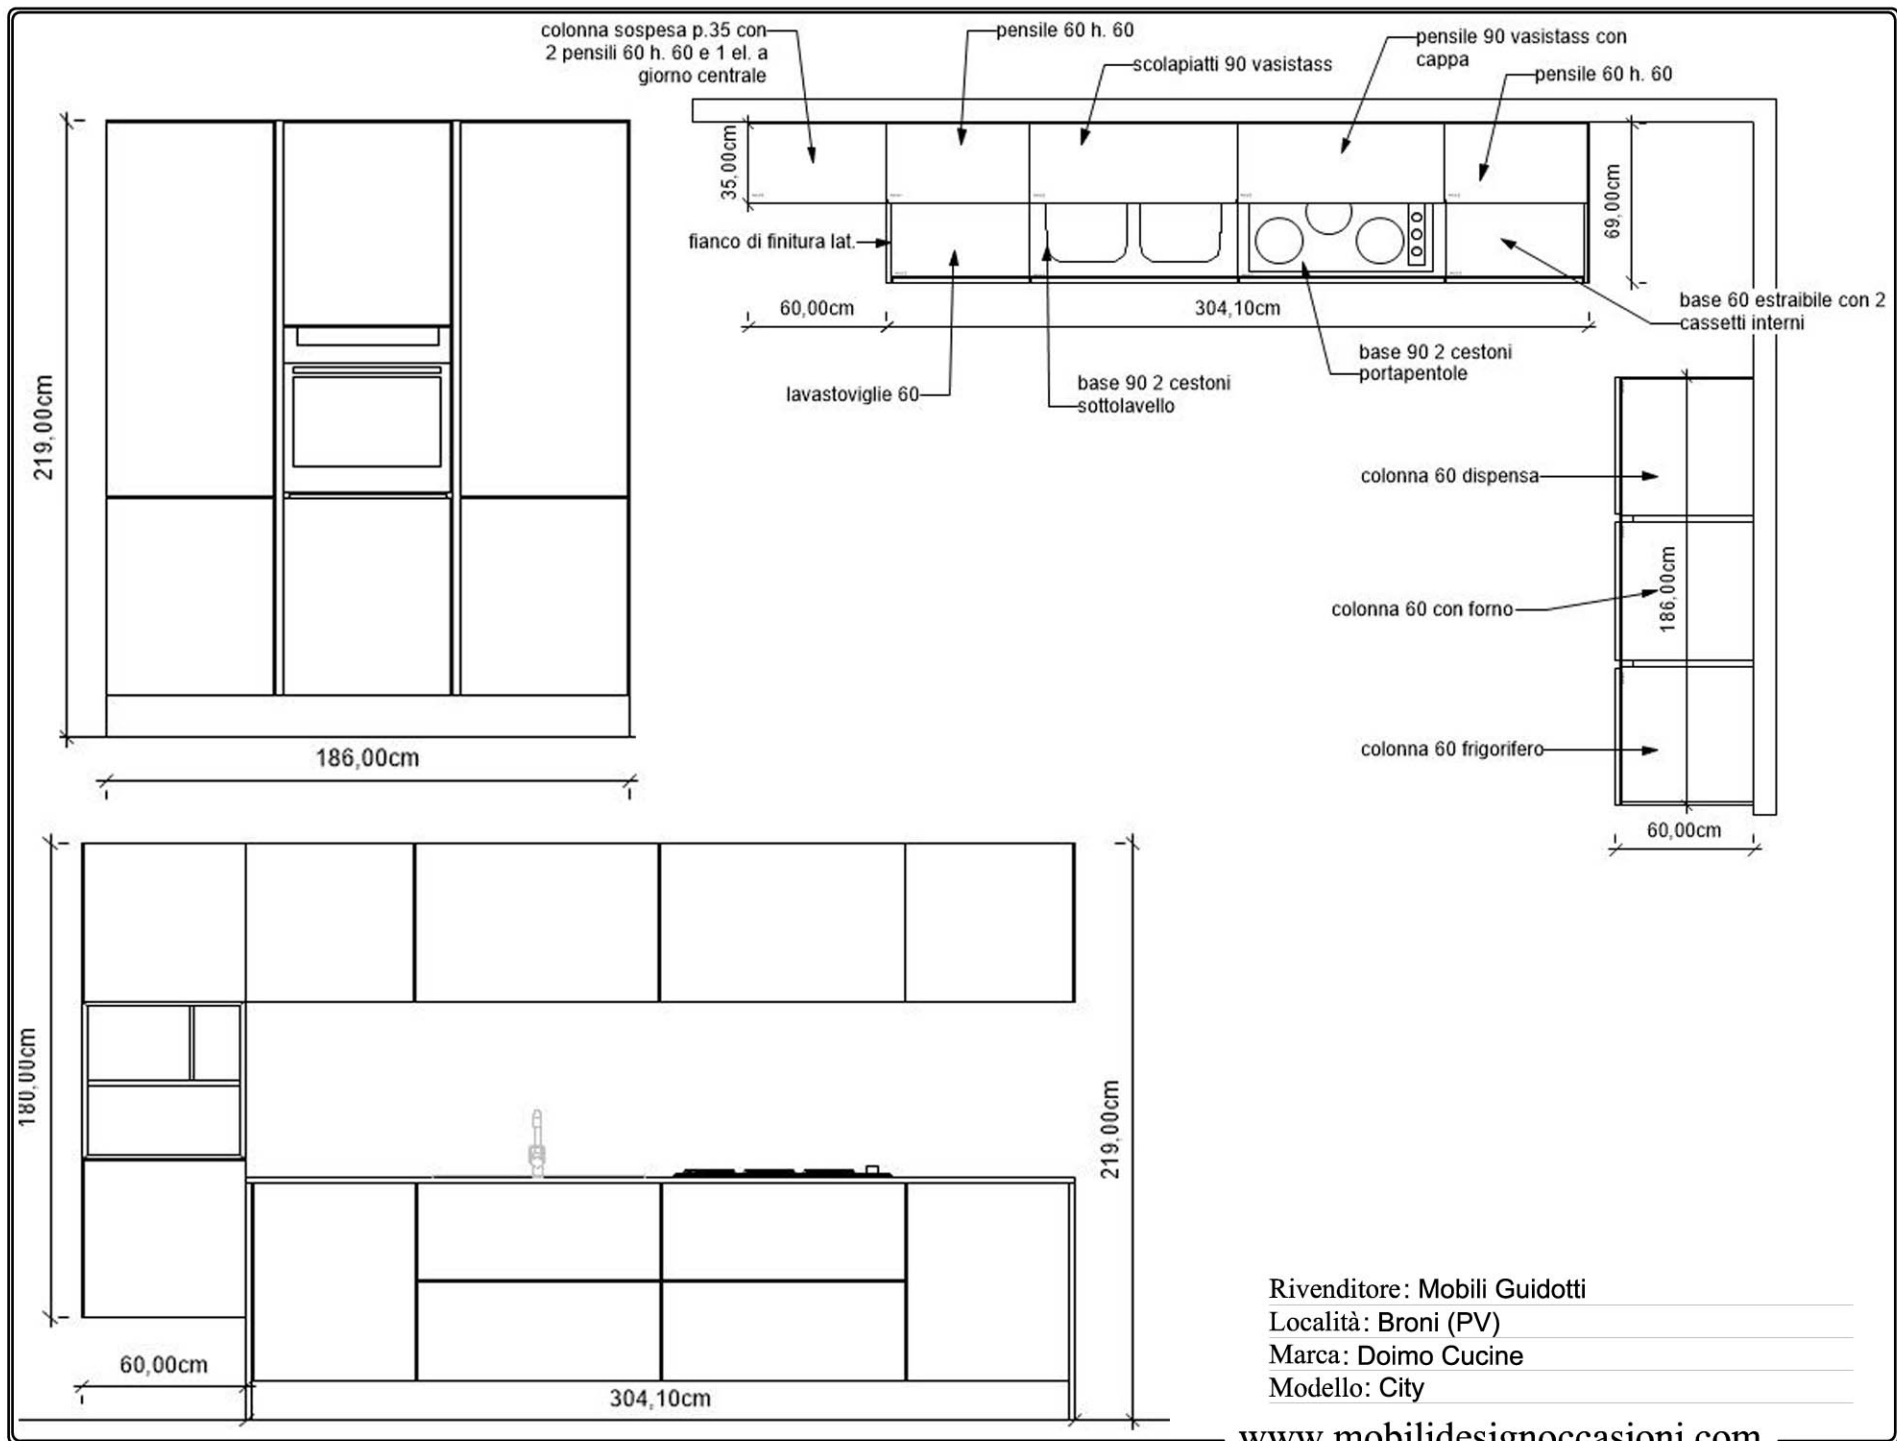 colonna sospesa p.35 con
2 pensili 60 h. 60 e 1 el. a
giorno centrale
pensile 60 h. 60
scolapiatti 90 vasistass
pensile 90 vasistass con
cappa
pensile 60 h. 60
35,00cm
69,00cm
fianco di finitura lat.
60,00cm
304,10cm
base 60 estraibile con 2
cassetti interni
lavastoviglie 60
base 90 2 cestoni
sottolavello
base 90 2 cestoni
portapentole
219,00cm
186,00cm
colonna 60 dispensa
colonna 60 con forno
186,00cm
colonna 60 frigorifero
60,00cm
180,00cm
219,00cm
60,00cm
304,10cm
Rivenditore: Mobili Guidotti
Località: Broni (PV)
Marca: Doimo Cucine
Modello: City
www.mobilidesignoccasioni.com